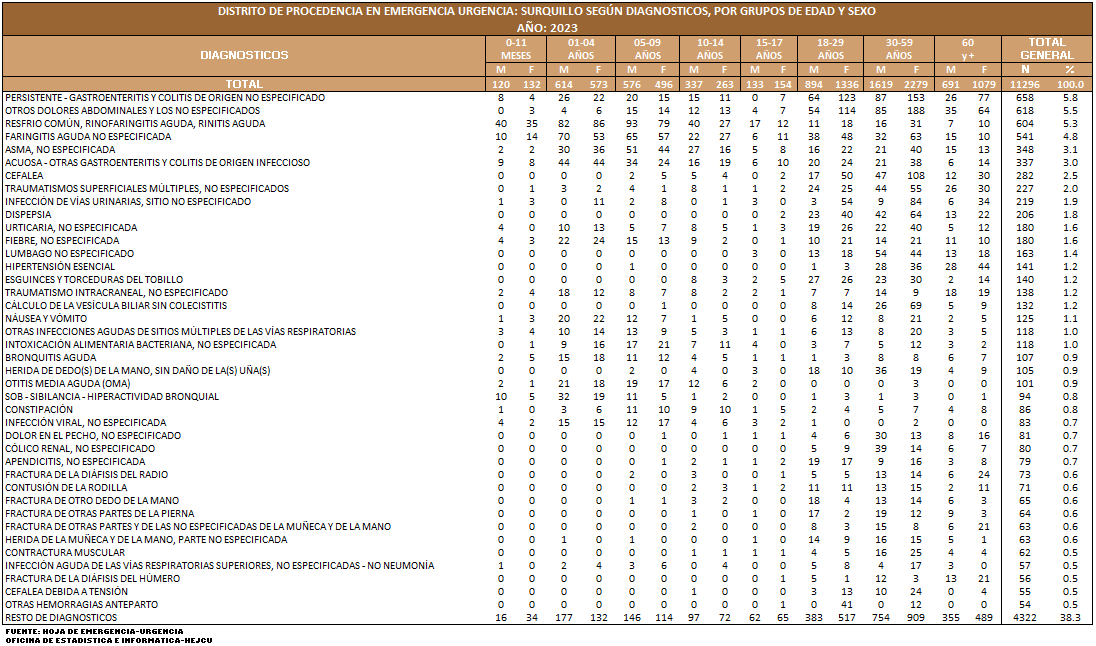 DISTRITO DE PROCEDENCIA EN EMERGENCIA URGENCIA: SURQUILLO SEGÚN DIAGNOSTICOS, POR GRUPOS DE EDAD Y SEXO
AÑO: 2023
DIAGNOSTICOS 0-11 MESES 01-04 AÑOS 05-09 AÑOS 10-14 AÑOS 15-17 AÑOS 18-29 AÑOS 30-59 AÑOS 60 y + TOTAL GENERAL
M F M F M F M F M F M F M F M F N %
TOTAL 120 132 614 573 576 496 337 263 133 154 894 1336 1619 2279 691 1079 11296 100.0
PERSISTENTE - GASTROENTERITIS Y COLITIS DE ORIGEN NO ESPECIFICADO 8 4 26 22 20 15 15 11 0 7 64 123 87 153 26 77 658 5.8
OTROS DOLORES ABDOMINALES Y LOS NO ESPECIFICADOS 0 3 4 6 15 14 12 13 4 7 54 114 85 188 35 64 618 5.5
RESFRIO COMÚN, RINOFARINGITIS AGUDA, RINITIS AGUDA 40 35 82 86 93 79 40 27 17 12 11 18 16 31 7 10 604 5.3
FARINGITIS AGUDA NO ESPECIFICADA 10 14 70 53 65 57 22 27 6 11 38 48 32 63 15 10 541 4.8
ASMA, NO ESPECIFICADA 2 2 30 36 51 44 27 16 5 8 16 22 21 40 15 13 348 3.1
ACUOSA - OTRAS GASTROENTERITIS Y COLITIS DE ORIGEN INFECCIOSO 9 8 44 44 34 24 16 19 6 10 20 24 21 38 6 14 337 3.0
CEFALEA 0 0 0 0 2 5 5 4 0 2 17 50 47 108 12 30 282 2.5
TRAUMATISMOS SUPERFICIALES MÚLTIPLES, NO ESPECIFICADOS 0 1 3 2 4 1 8 1 1 2 24 25 44 55 26 30 227 2.0
INFECCIÓN DE VÍAS URINARIAS, SITIO NO ESPECIFICADO 1 3 0 11 2 8 0 1 3 0 3 54 9 84 6 34 219 1.9
DISPEPSIA 0 0 0 0 0 0 0 0 0 2 23 40 42 64 13 22 206 1.8
URTICARIA, NO ESPECIFICADA 4 0 10 13 5 7 8 5 1 3 19 26 22 40 5 12 180 1.6
FIEBRE, NO ESPECIFICADA 4 3 22 24 15 13 9 2 0 1 10 21 14 21 11 10 180 1.6
LUMBAGO NO ESPECIFICADO 0 0 0 0 0 0 0 0 3 0 13 18 54 44 13 18 163 1.4
HIPERTENSIÓN ESENCIAL 0 0 0 0 1 0 0 0 0 0 1 3 28 36 28 44 141 1.2
ESGUINCES Y TORCEDURAS DEL TOBILLO 0 0 0 0 0 0 8 3 2 5 27 26 23 30 2 14 140 1.2
TRAUMATISMO INTRACRANEAL, NO ESPECIFICADO 2 4 18 12 8 7 8 2 2 1 7 7 14 9 18 19 138 1.2
CÁLCULO DE LA VESÍCULA BILIAR SIN COLECISTITIS 0 0 0 0 0 1 0 0 0 0 8 14 26 69 5 9 132 1.2
NÁUSEA Y VÓMITO 1 3 20 22 12 7 1 5 0 0 6 12 8 21 2 5 125 1.1
OTRAS INFECCIONES AGUDAS DE SITIOS MÚLTIPLES DE LAS VÍAS RESPIRATORIAS 3 4 10 14 13 9 5 3 1 1 6 13 8 20 3 5 118 1.0
INTOXICACIÓN ALIMENTARIA BACTERIANA, NO ESPECIFICADA 0 1 9 16 17 21 7 11 4 0 3 7 5 12 3 2 118 1.0
BRONQUITIS AGUDA 2 5 15 18 11 12 4 5 1 1 1 3 8 8 6 7 107 0.9
HERIDA DE DEDO(S) DE LA MANO, SIN DAÑO DE LA(S) UÑA(S) 0 0 0 0 2 0 4 0 3 0 18 10 36 19 4 9 105 0.9
OTITIS MEDIA AGUDA (OMA) 2 1 21 18 19 17 12 6 2 0 0 0 0 3 0 0 101 0.9
SOB - SIBILANCIA - HIPERACTIVIDAD BRONQUIAL 10 5 32 19 11 5 1 2 0 0 1 3 1 3 0 1 94 0.8
CONSTIPACIÓN 1 0 3 6 11 10 9 10 1 5 2 4 5 7 4 8 86 0.8
INFECCIÓN VIRAL, NO ESPECIFICADA 4 2 15 15 12 17 4 6 3 2 1 0 0 2 0 0 83 0.7
DOLOR EN EL PECHO, NO ESPECIFICADO 0 0 0 0 0 1 0 1 1 1 4 6 30 13 8 16 81 0.7
CÓLICO RENAL, NO ESPECIFICADO 0 0 0 0 0 0 0 0 0 0 5 9 39 14 6 7 80 0.7
APENDICITIS, NO ESPECIFICADA 0 0 0 0 0 1 2 1 1 2 19 17 9 16 3 8 79 0.7
FRACTURA DE LA DIÁFISIS DEL RADIO 0 0 0 0 2 0 3 0 0 1 5 5 13 14 6 24 73 0.6
CONTUSIÓN DE LA RODILLA 0 0 0 0 0 0 2 3 1 2 11 11 13 15 2 11 71 0.6
FRACTURA DE OTRO DEDO DE LA MANO 0 0 0 0 1 1 3 2 0 0 18 4 13 14 6 3 65 0.6
FRACTURA DE OTRAS PARTES DE LA PIERNA 0 0 0 0 0 0 1 0 1 0 17 2 19 12 9 3 64 0.6
FRACTURA DE OTRAS PARTES Y DE LAS NO ESPECIFICADAS DE LA MUÑECA Y DE LA MANO 0 0 0 0 0 0 2 0 0 0 8 3 15 8 6 21 63 0.6
HERIDA DE LA MUÑECA Y DE LA MANO, PARTE NO ESPECIFICADA 0 0 1 0 1 0 0 0 1 0 14 9 16 15 5 1 63 0.6
CONTRACTURA MUSCULAR 0 0 0 0 0 0 1 1 1 1 4 5 16 25 4 4 62 0.5
INFECCIÓN AGUDA DE LAS VÍAS RESPIRATORIAS SUPERIORES, NO ESPECIFICADAS - NO NEUMONÍA 1 0 2 4 3 6 0 4 0 0 5 8 4 17 3 0 57 0.5
FRACTURA DE LA DIÁFISIS DEL HÚMERO 0 0 0 0 0 0 0 0 0 1 5 1 12 3 13 21 56 0.5
CEFALEA DEBIDA A TENSIÓN 0 0 0 0 0 0 1 0 0 0 3 13 10 24 0 4 55 0.5
OTRAS HEMORRAGIAS ANTEPARTO 0 0 0 0 0 0 0 0 1 0 41 0 12 0 0 54 0.5
RESTO DE DIAGNOSTICOS 16 34 177 132 146 114 97 72 62 65 383 517 754 909 355 489 4322 38.3
FUENTE: HOJA DE EMERGENCIA-URGENCIA
OFICINA DE ESTADISTICA E INFORMATICA-HEJCU